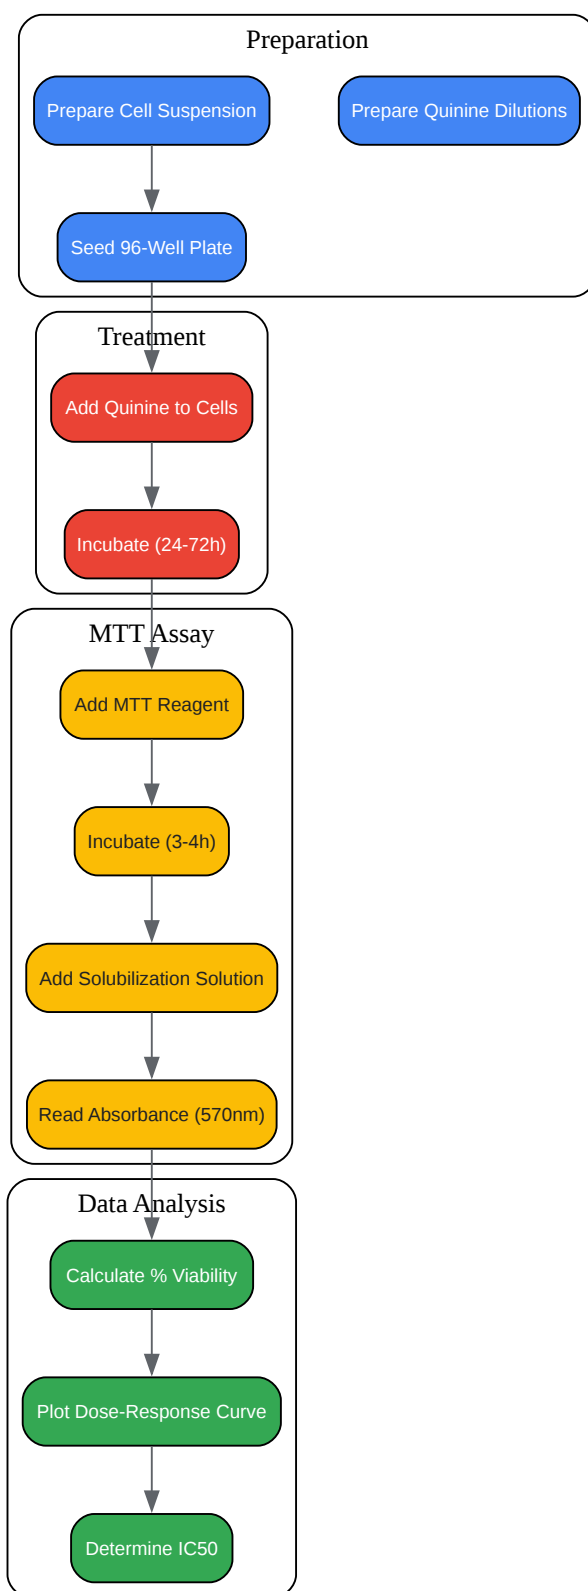 Preparation
Prepare Cell Suspension
Prepare Quinine Dilutions
Seed 96-Well Plate
Treatment
Add Quinine to Cells
Incubate (24-72h)
MTT Assay
Add MTT Reagent
Incubate (3-4h)
Add Solubilization Solution
Read Absorbance (570nm)
Data Analysis
Calculate % Viability
Plot Dose-Response Curve
Determine IC50